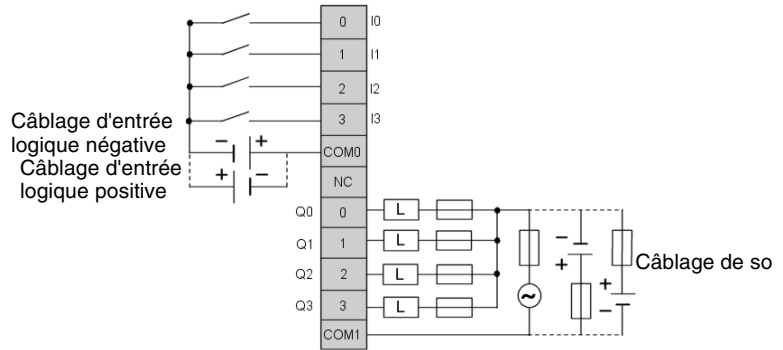 0 I0
1 I1
2 I2
3 I3
Câblage d'entrée
logique négative
- +
COM0
Câblage d'entrée
logique positive
+ -
NC
Q0 0 L
Q1 1 L
Q2 2 L
Q3 3 L
COM1
~
-
+
+
-
Câblage de so